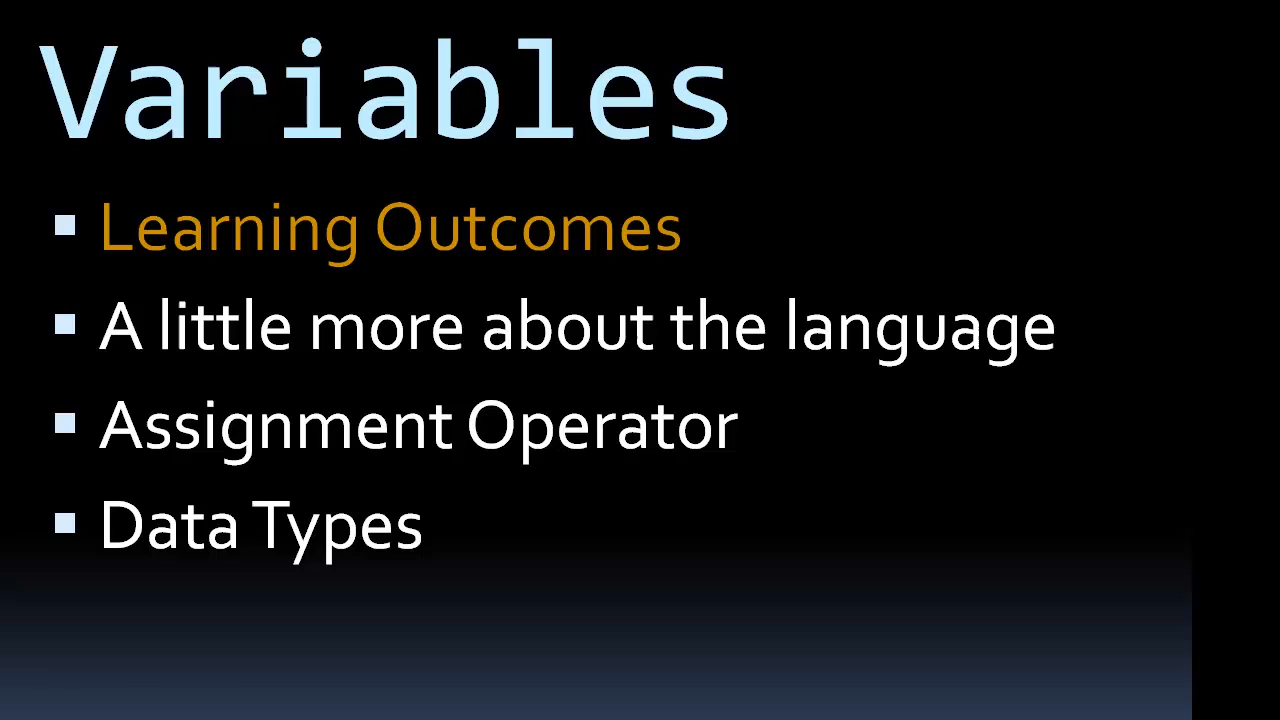 Variables
Learning Outcomes
A little more about the language
Assignment Operator
Data Types